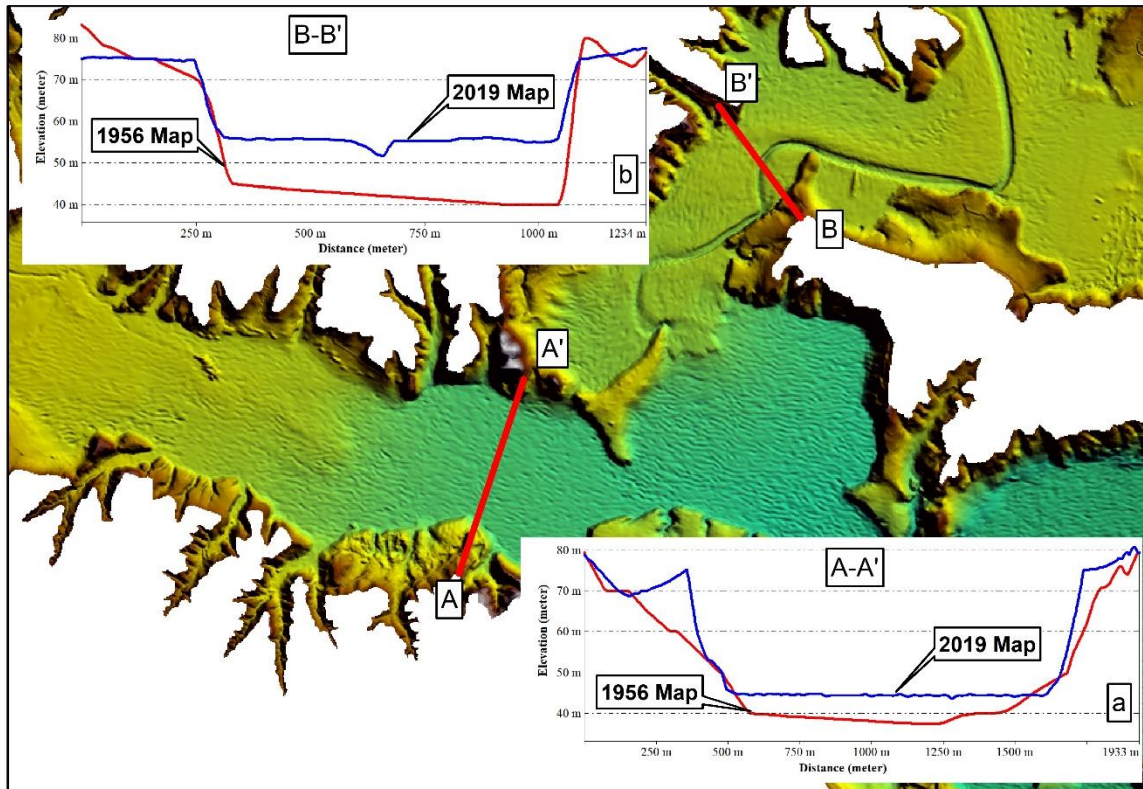 B-B'
80 m
70 m
60 m
50 m
40 m
Elevation (meter)
2019 Map
1956 Map
b
250 m 500 m 750 m 1000 m 1234 m
Distance (meter)
B'
B
A'
A
A-A'
80 m
70 m
60 m
50 m
40 m
Elevation (meter)
2019 Map
1956 Map
a
250 m 500 m 750 m 1000 m 1250 m 1500 m 1933 m
Distance (meter)